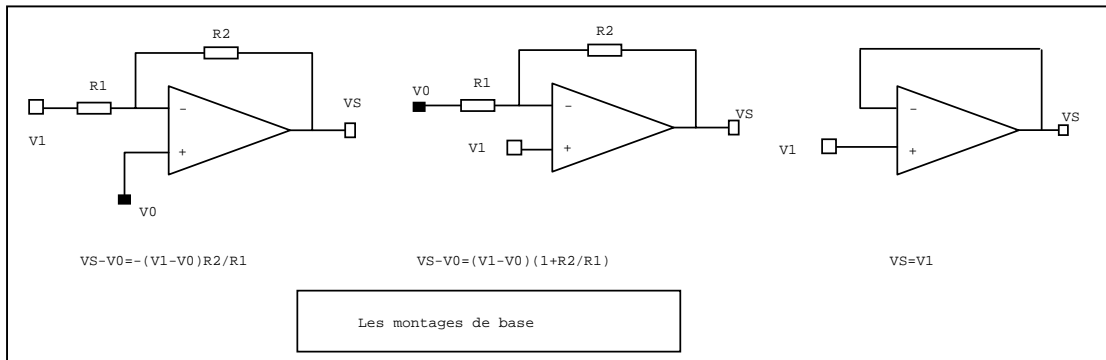 R2
R1
−
VS
V1
+
V0
VS-V0=-(V1-V0)R2/R1
R2
R1
V0
−
VS
V1
+
VS-V0=(V1-V0)(1+R2/R1)
−
VS
V1
+
VS=V1
Les montages de base